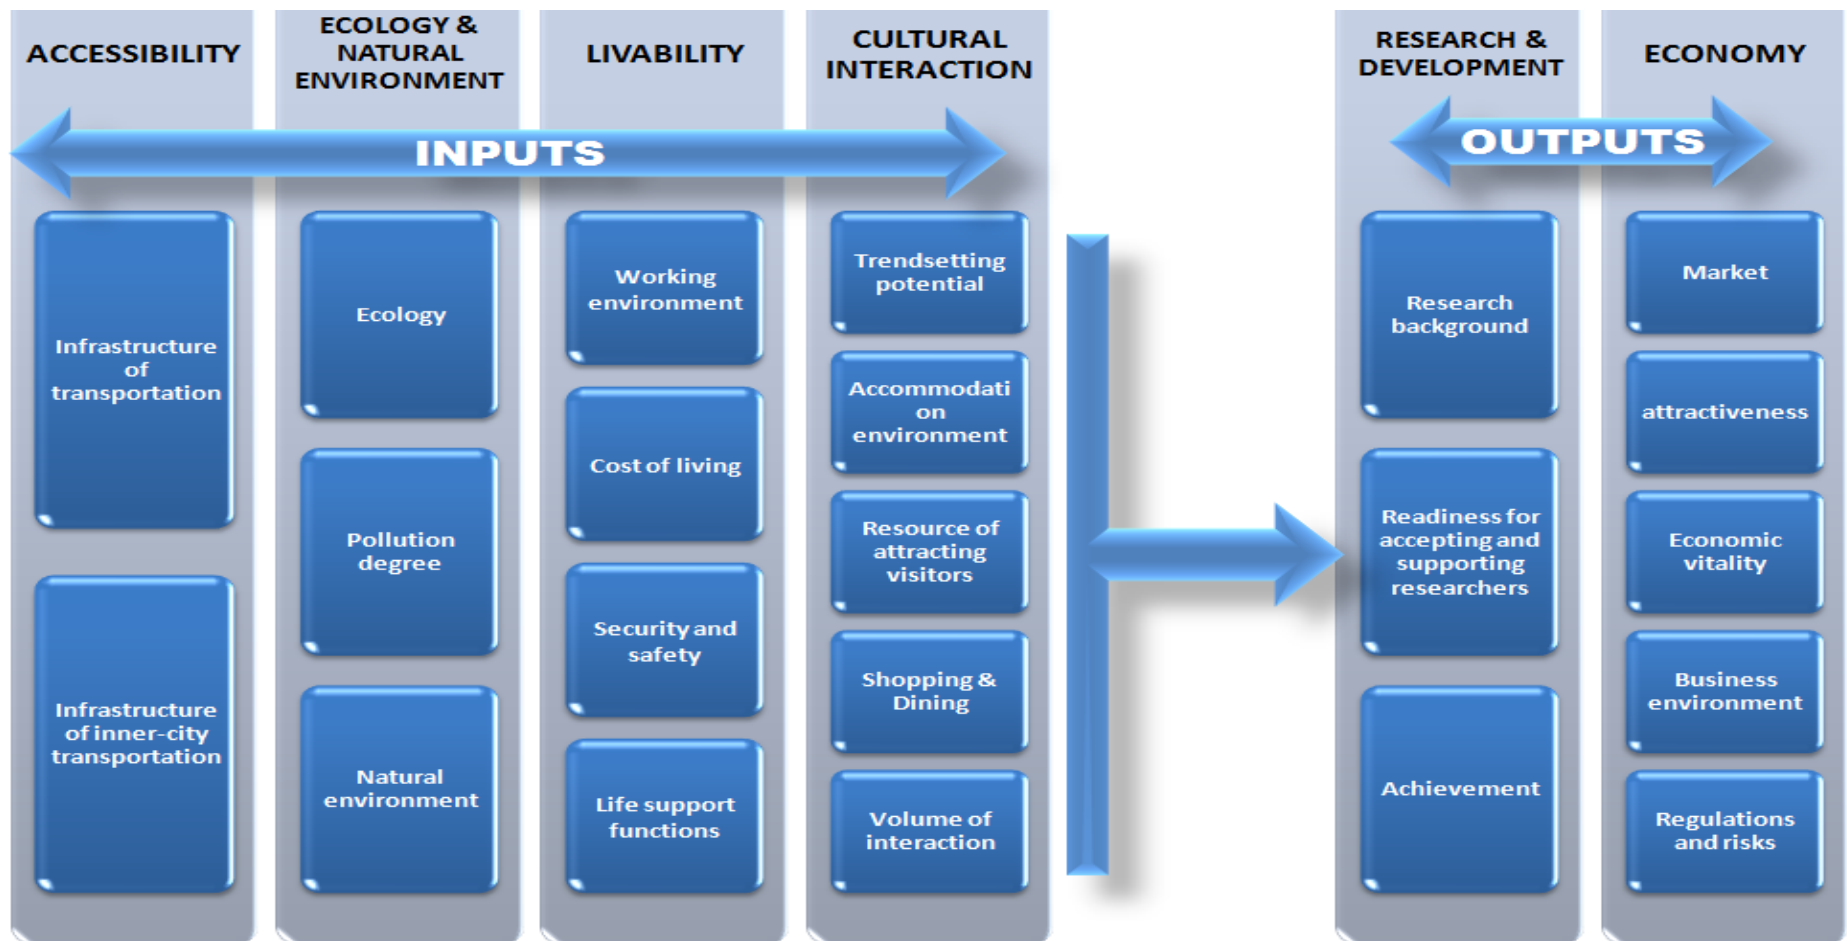 ACCESSIBILITY
ECOLOGY &
NATURAL
ENVIRONMENT
LIVABILITY
CULTURAL
INTERACTION
RESEARCH &
DEVELOPMENT
ECONOMY
INPUTS
OUTPUTS
Infrastructure
of
transportation
Infrastructure
of inner-city
transportation
Ecology
Pollution
degree
Natural
environment
Working
environment
Cost of living
Security and
safety
Life support
functions
Trendsetting
potential
Accommodati
on
environment
Resource of
attracting
visitors
Shopping &
Dining
Volume of
interaction
Research
background
Readiness for
accepting and
supporting
researchers
Achievement
Market
attractiveness
Economic
vitality
Business
environment
Regulations
and risks